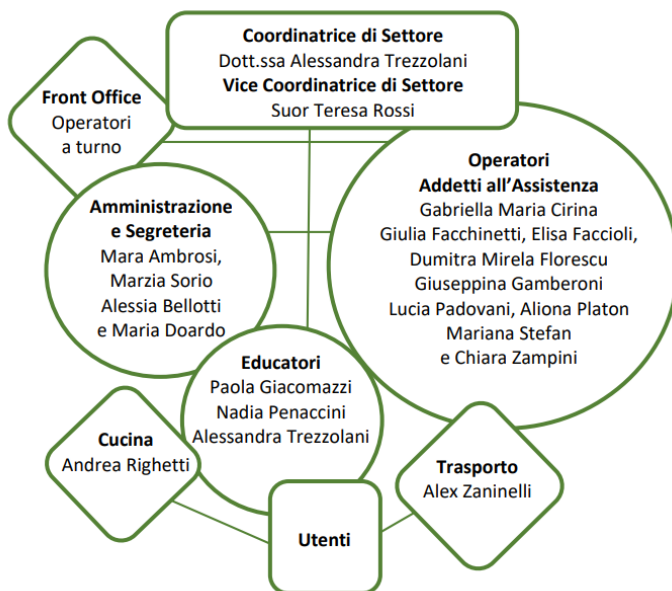 Coordinatrice di Settore
Dott.ssa Alessandra Trezzolani
Vice Coordinatrice di Settore
Suor Teresa Rossi
Front Office
Operatori
a turno
Operatori
Addetti all’Assistenza
Gabriella Maria Cirina
Giulia Facchinetti, Elisa Faccioli,
Dumitra Mirela Florescu
Giuseppina Gamberoni
Lucia Padovani, Aliona Platon
Mariana Stefan
e Chiara Zampini
Amministrazione
e Segreteria
Mara Ambrosi,
Marzia Sorio
Alessia Bellotti
e Maria Doardo
Educatori
Paola Giacomazzi
Nadia Penaccini
Alessandra Trezzolani
Cucina
Andrea Righetti
Trasporto
Alex Zaninelli
Utenti